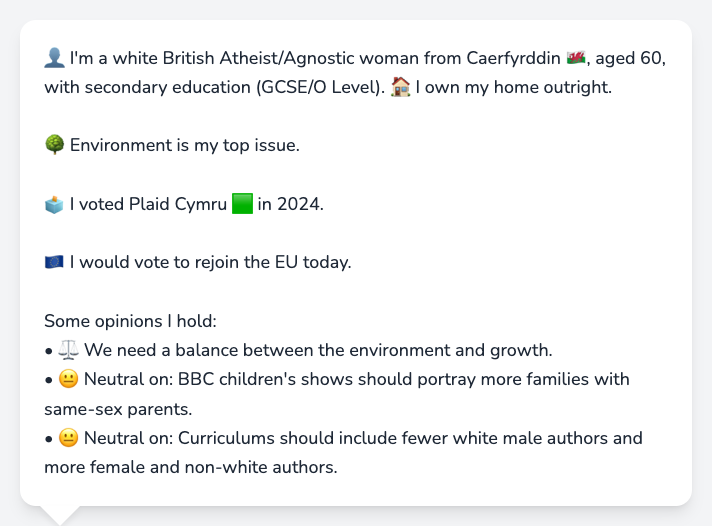 👤 I'm a white British Atheist/Agnostic woman from Caerfyrddin 🏴󠁧󠁢󠁷󠁬󠁳󠁿, aged 60,
with secondary education (GCSE/O Level). 🏠 I own my home outright.
🌳 Environment is my top issue.
🗳️ I voted Plaid Cymru 🟩 in 2024.
🇪🇺 I would vote to rejoin the EU today.
Some opinions I hold:
• ⚖️ We need a balance between the environment and growth.
• 😐 Neutral on: BBC children's shows should portray more families with
same-sex parents.
• 😐 Neutral on: Curriculums should include fewer white male authors and
more female and non-white authors.